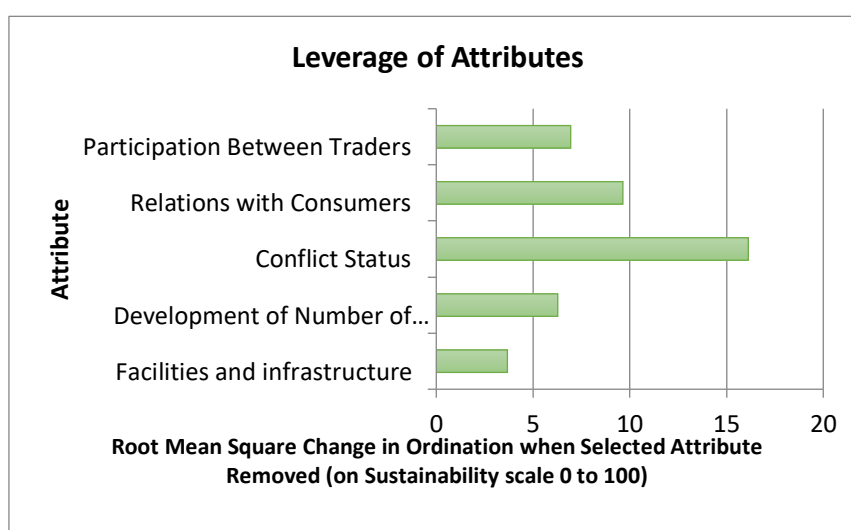 Leverage of Attributes
Attribute
Participation Between Traders
Relations with Consumers
Conflict Status
Development of Number of…
Facilities and infrastructure
0 5 10 15 20
Root Mean Square Change in Ordination when Selected Attribute
Removed (on Sustainability scale 0 to 100)